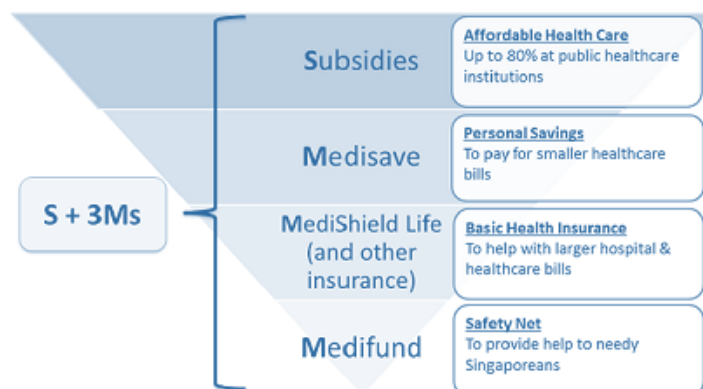 S + 3Ms
Subsidies
Affordable Health Care
Up to 80% at public healthcare
institutions
Medisave
Personal Savings
To pay for smaller healthcare
bills
MediShield Life
(and other
insurance)
Basic Health Insurance
To help with larger hospital &
healthcare bills
Medifund
Safety Net
To provide help to needy
Singaporeans